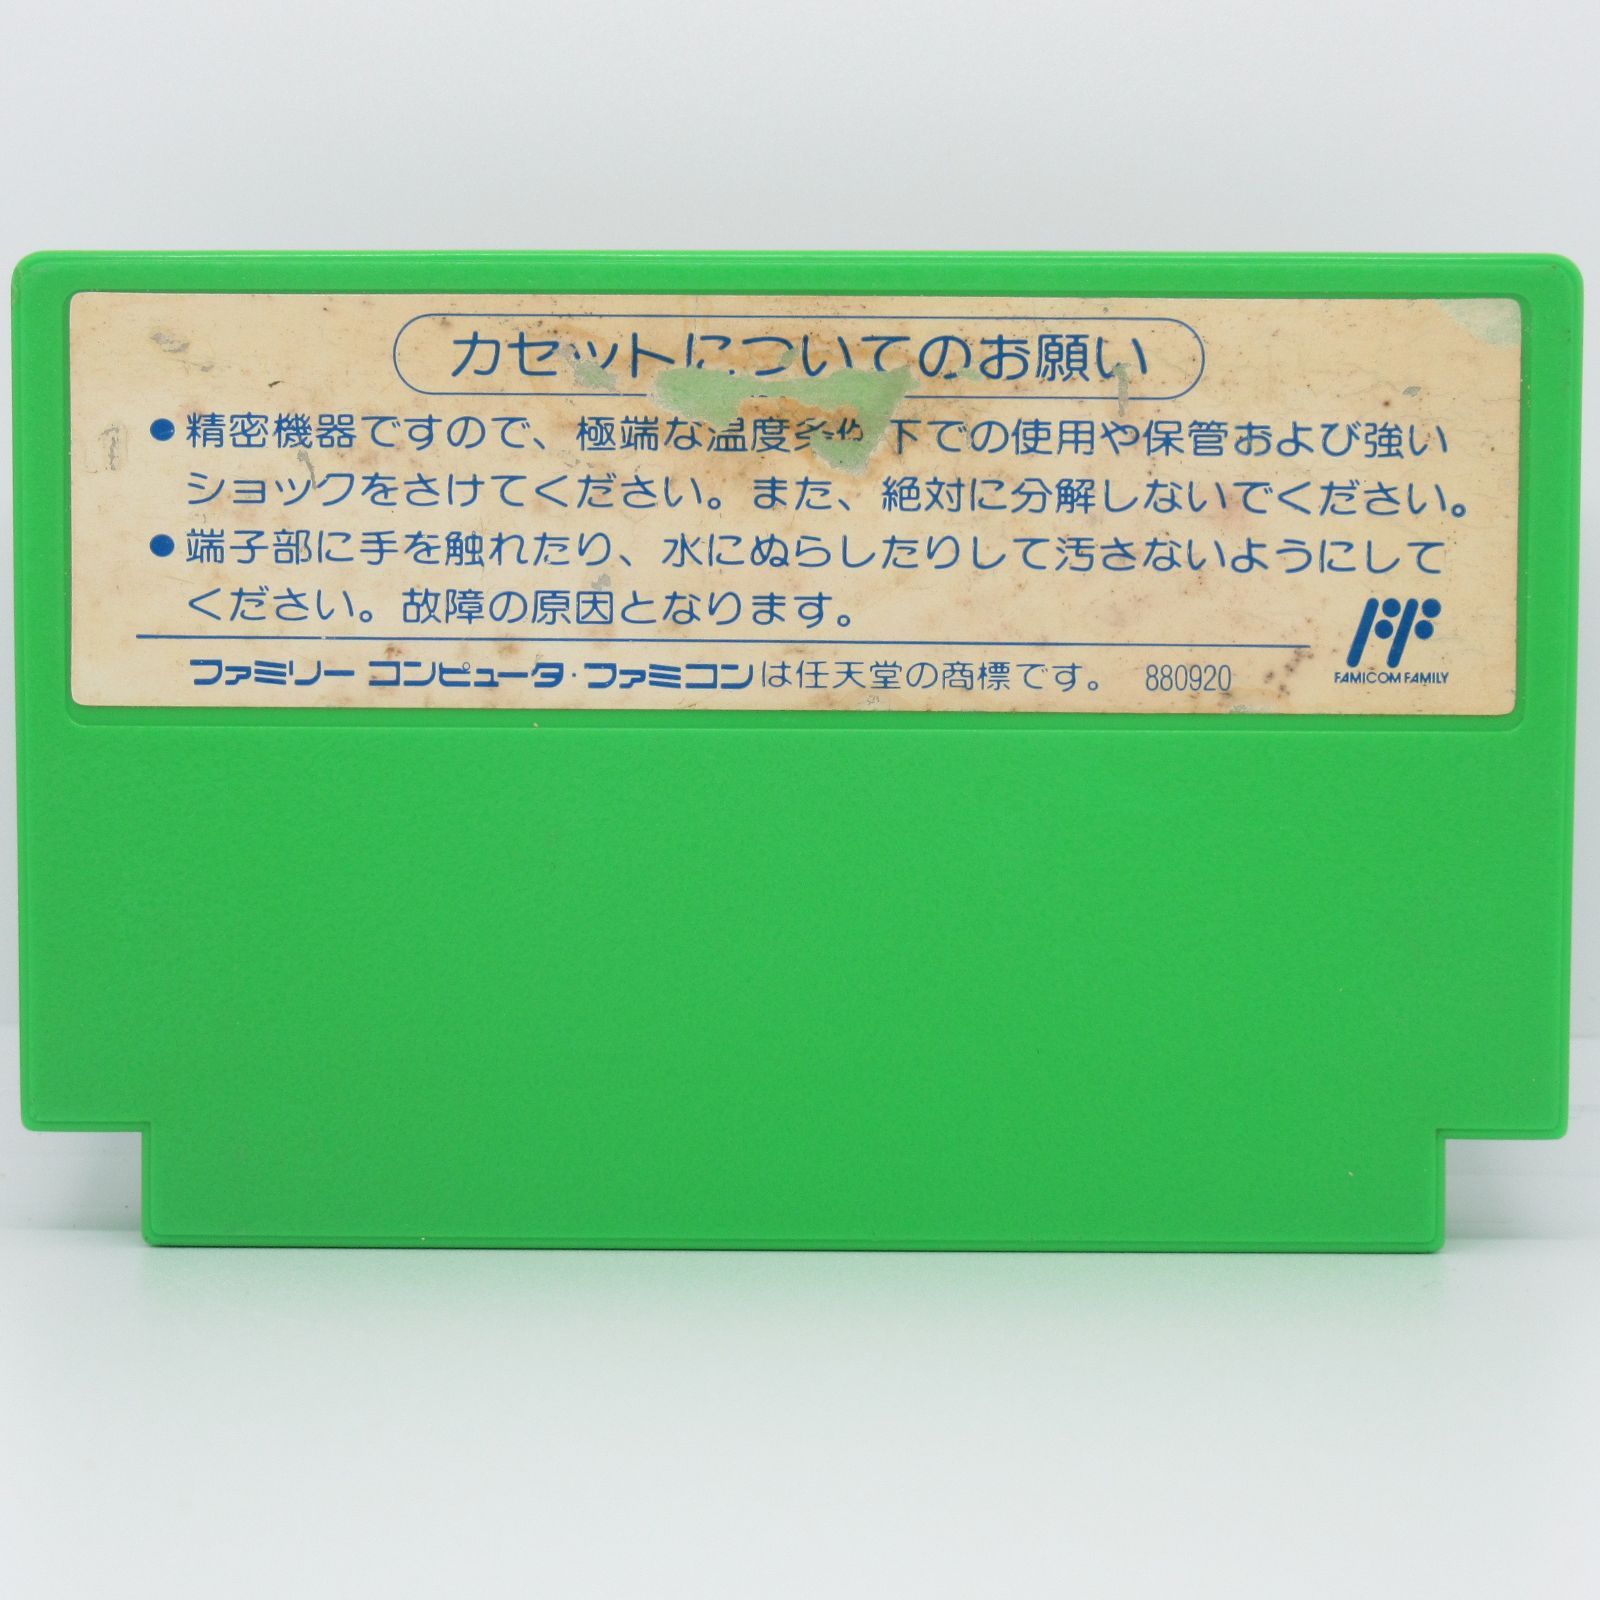 カセットについてのお願い
●精密機器ですので、極端な温度条件下での使用や保管および強い
ショックをさけてください。また、絶対に分解しないでください。
●端子部に手を触れたり、水にぬらしたりして汚さないようにして
ください。故障の原因となります。
ファミリー コンピュータ・ファミコンは任天堂の商標です。 880920
FAMICOM FAMILY